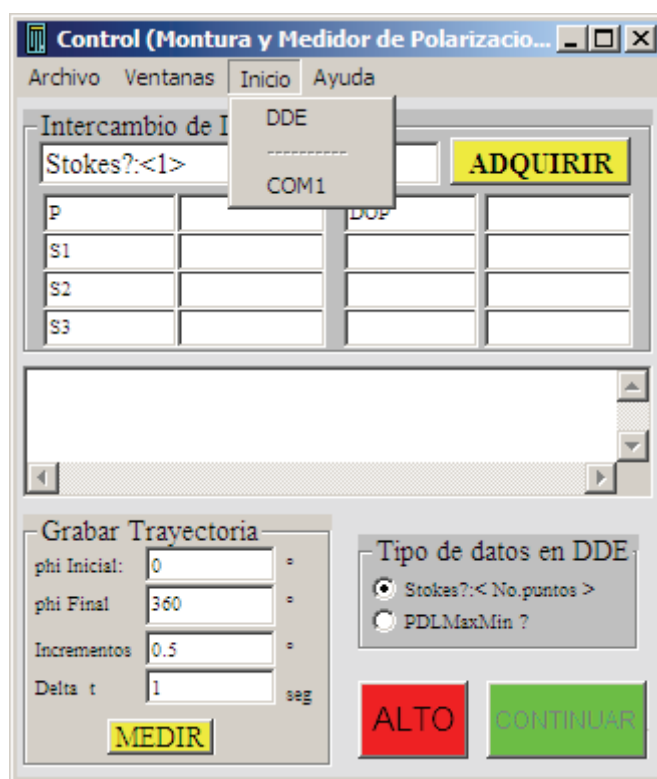 Control (Montura y Medidor de Polarizacio...
Archivo Ventanas Inicio Ayuda
DDE
----------
COM1
Intercambio de I
Stokes?:<1> ADQUIRIR
P DOP
S1
S2
S3
Grabar Trayectoria
phi Inicial: 0 °
phi Final 360 °
Incrementos 0.5 °
Delta t 1 seg
MEDIR
Tipo de datos en DDE
Stokes?:< No.puntos >
PDLMaxMin ?
ALTO CONTINUAR